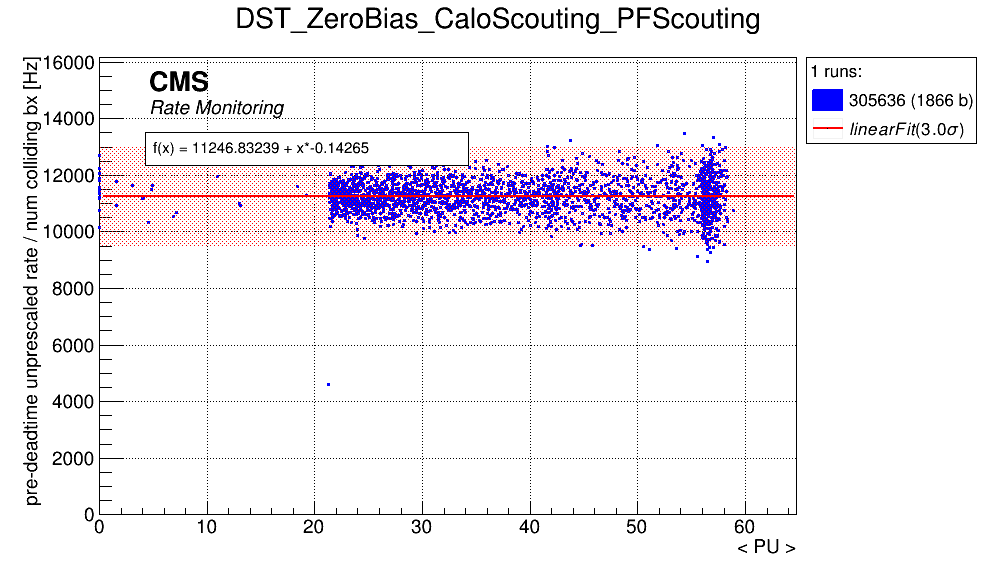 DST_ZeroBias_CaloScouting_PFScouting
pre-deadtime unprescaled rate / num colliding bx [Hz]
16000
14000
12000
10000
8000
6000
4000
2000
0
CMS
Rate Monitoring
f(x) = 11246.83239 + x*-0.14265
1 runs:
305636 (1866 b)
linearFit(3.0σ)
0 10 20 30 40 50 60
< PU >